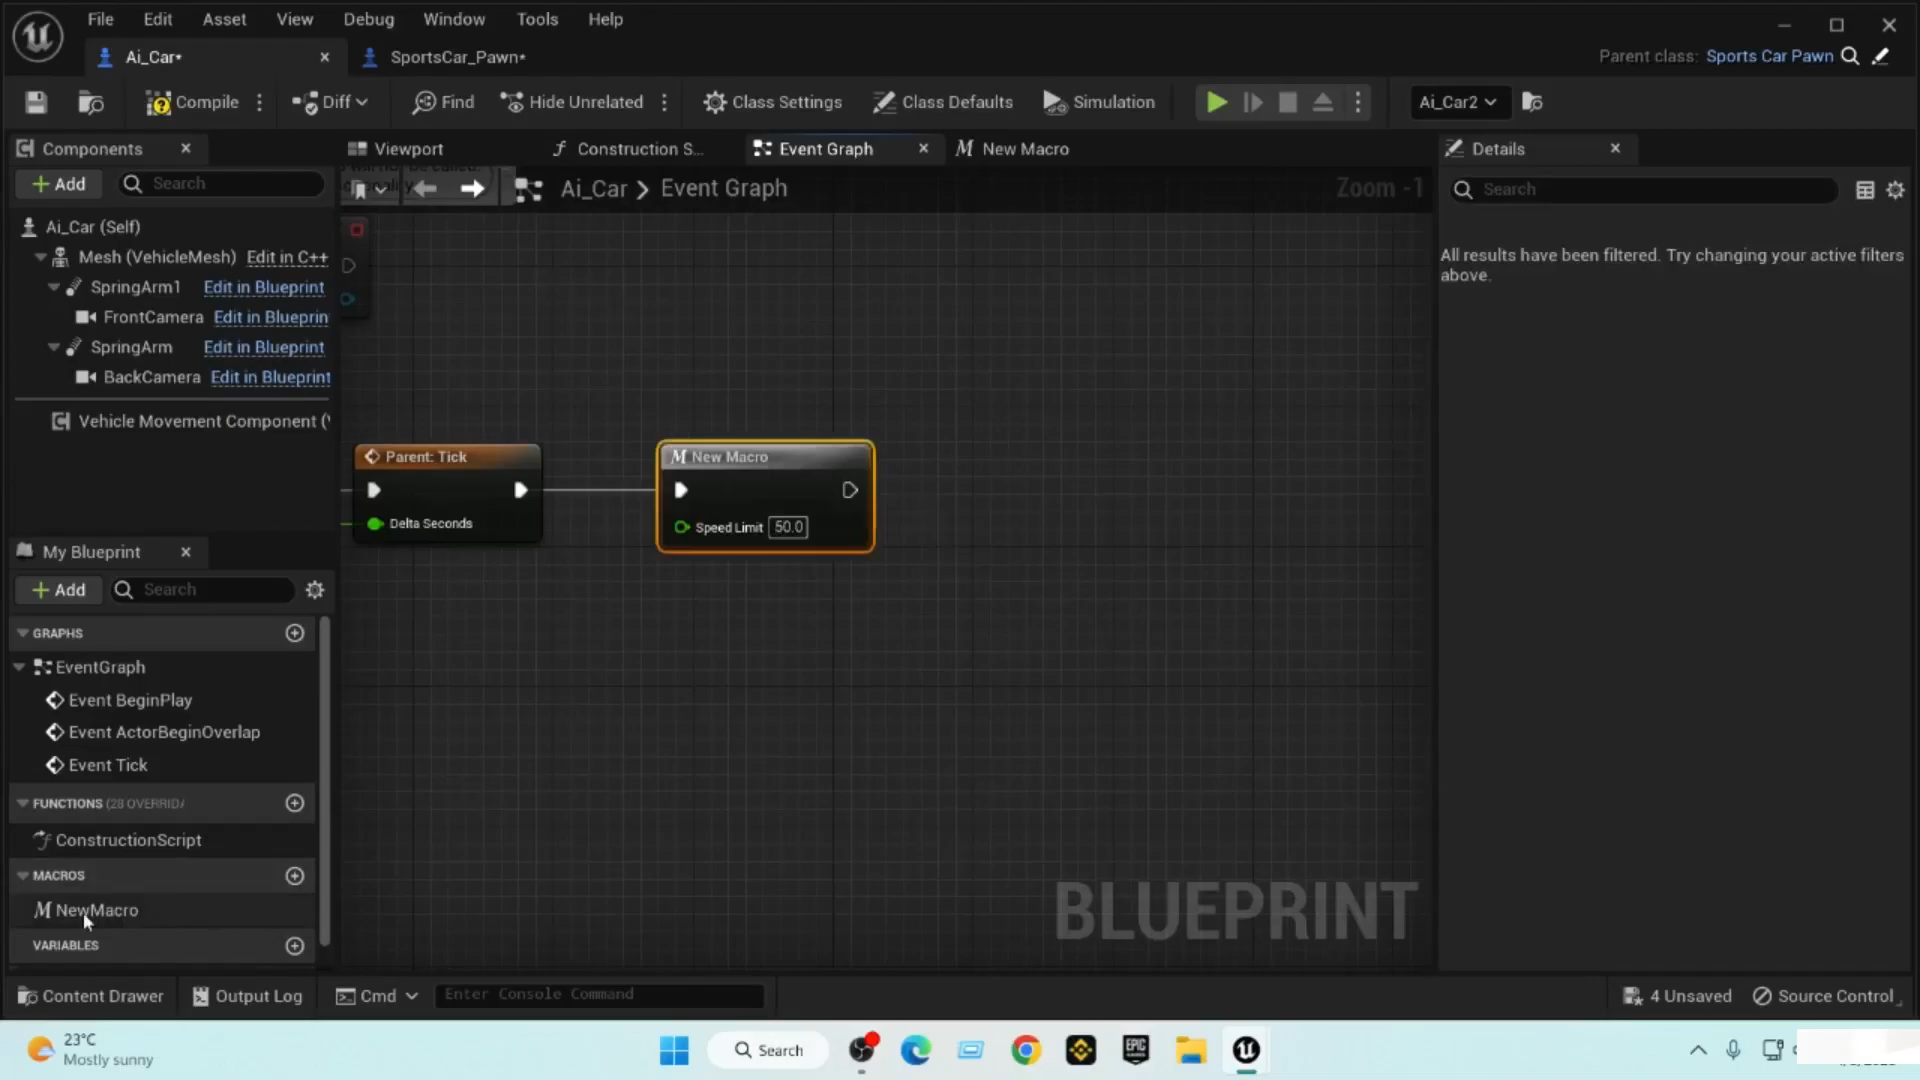 File Edit Asset View Debug Window Tools Help
Ai_Car*
SportsCar_Pawn*
Parent class: Sports Car Pawn
Compile
Diff
Find
Hide Unrelated
Class Settings
Class Defaults
Simulation
Ai_Car2
Components
Viewport
Construction S...
Event Graph
New Macro
Details
Add
Search
Ai_Car > Event Graph
Zoom -1
Search
Ai_Car (Self)
Mesh (VehicleMesh) Edit in C++
SpringArm1 Edit in Blueprint
FrontCamera Edit in Blueprin
SpringArm Edit in Blueprint
BackCamera Edit in Blueprint
Vehicle Movement Component (
All results have been filtered. Try changing your active filters
above.
Parent: Tick
Delta Seconds
New Macro
Speed Limit 50.0
My Blueprint
Add
Search
GRAPHS
EventGraph
Event BeginPlay
Event ActorBeginOverlap
Event Tick
FUNCTIONS (28 OVERRID
ConstructionScript
MACROS
NewMacro
VARIABLES
BLUEPRINT
Content Drawer
Output Log
Cmd
Enter Console Command
4 Unsaved
Source Control
23°C
Mostly sunny
Search
EPIC